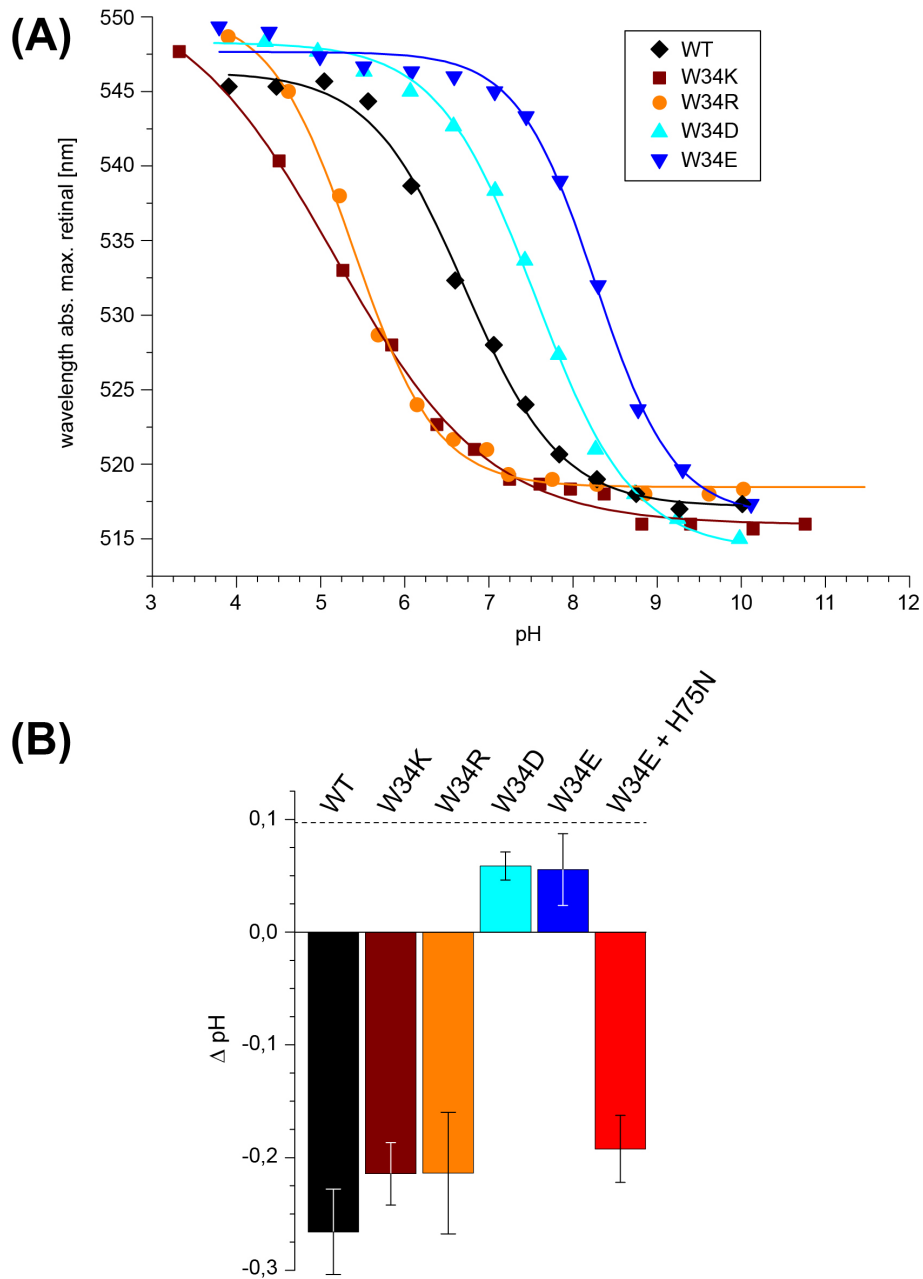 (A)
wavelength abs. max. retinal [nm]
550
545
540
535
530
525
520
515
3 4 5 6 7 8 9 10 11 12
pH
WT
W34K
W34R
W34D
W34E
(B)
WT W34K W34R W34D W34E W34E + H75N
Δ pH
0,1
0,0
-0,1
-0,2
-0,3